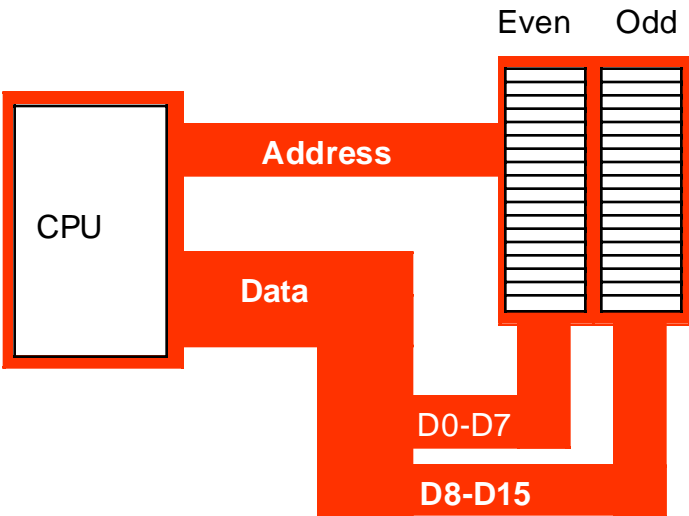 Even Odd
Address
CPU
Data
D0-D7
D8-D15